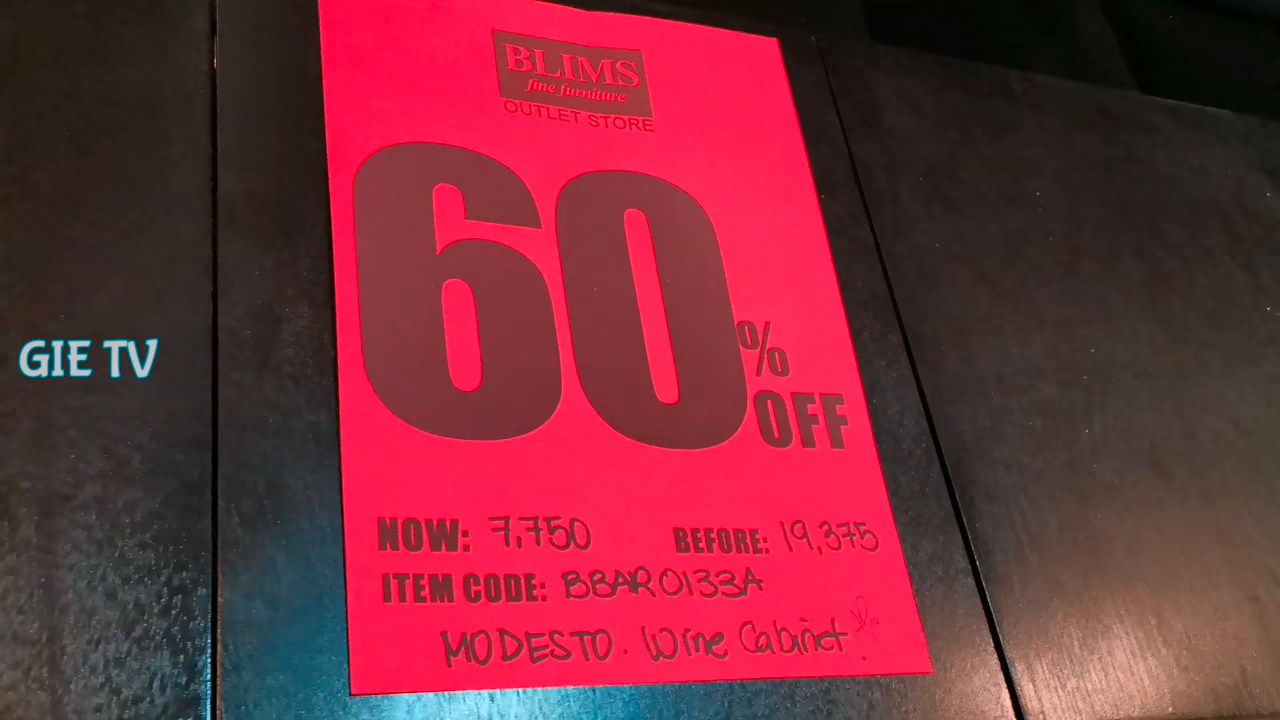 BLIMS
fine furniture
OUTLET STORE
60% OFF
GIE TV
NOW: 7,750 BEFORE: 19,375
ITEM CODE: BBAR0133A
MODESTO. Wine Cabinet